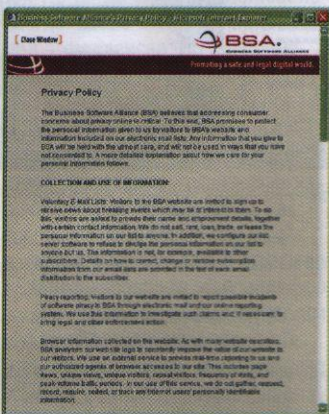 Business Software Alliance's Privacy Policy - Microsoft Internet Explorer
[Close Window]
BSA.
BUSINESS SOFTWARE ALLIANCE
Promoting a safe and legal digital world.
Privacy Policy
The Business Software Alliance (BSA) believes that addressing consumer
concerns about privacy online is critical. To this end, BSA promises to protect
the personal information given to us by visitors to BSA's website and
information included on our electronic mail lists. Any information that you give to
BSA will be held with the utmost care, and will not be used in ways that you have
not consented to. A more detailed explanation about how we care for your
personal information follows.
COLLECTION AND USE OF INFORMATION:
Voluntary E-Mail Lists: Visitors to the BSA website are invited to sign up to
receive news about breaking events which may be of interest to them. To do
this, visitors are asked to provide their name and employment details, together
with certain contact information. We do not sell, rent, loan, trade, or lease the
personal information on our list to anyone. In addition, we configure our list
server software to refuse to divulge the personal information on our list to
anyone but us. The information is not, for example, available to other
subscribers. Details on how to correct, change or remove subscription
information from our email lists are provided in the text of each email
distribution to the subscriber.
Piracy reporting: Visitors to our website are invited to report possible incidents
of software piracy to BSA through electronic mail and our online reporting
system. We use this information to investigate such claims and, if necessary, to
bring legal and other enforcement action.
Browser information collected on the website: As with many website operators,
BSA analyzes our website logs to constantly improve the value of our website to
our visitors. We use an external service to provide real-time reporting to us and
our authorized agents of browser accesses to our site. This includes page
views, unique views, unique visitors, repeat visitors, frequency of visits, and
peak-volume traffic periods. In our use of this service, we do not gather, request,
record, require, collect, or track any Internet users' personally identifiable
information.